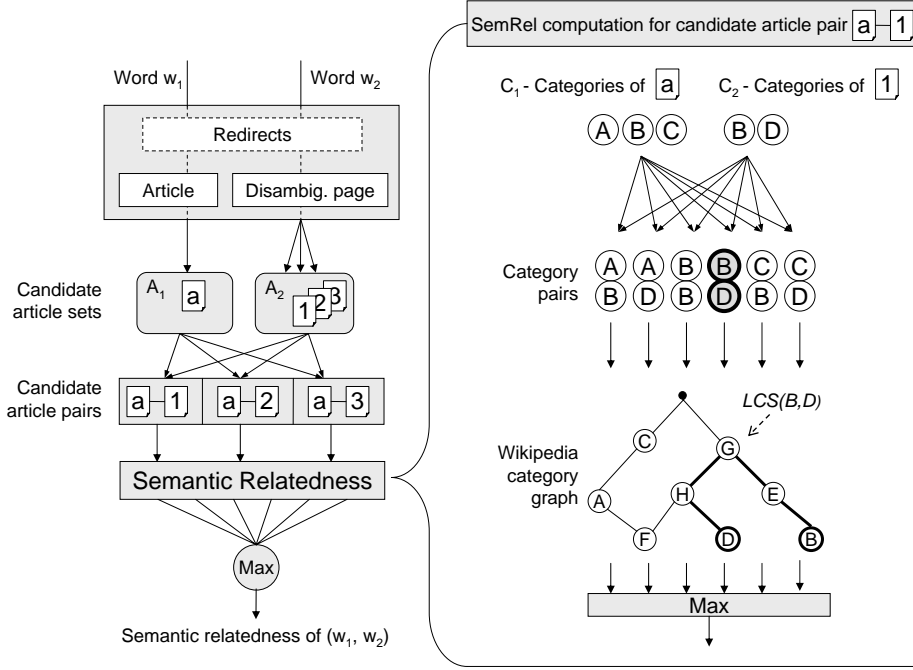 SemRel computation for candidate article pair a 1
Word w1
Word w2
Redirects
Article
Disambig. page
Candidate
article sets
A1
a
A2
1 2 3
Candidate
article pairs
a 1
a 2
a 3
Semantic Relatedness
Max
Semantic relatedness of (w1, w2)
C1 - Categories of a
C2 - Categories of 1
A B C
B D
Category
pairs
A A B B C C
B D B D B D
LCS(B,D)
Wikipedia
category
graph
C
G
A
H
E
F
D
B
Max